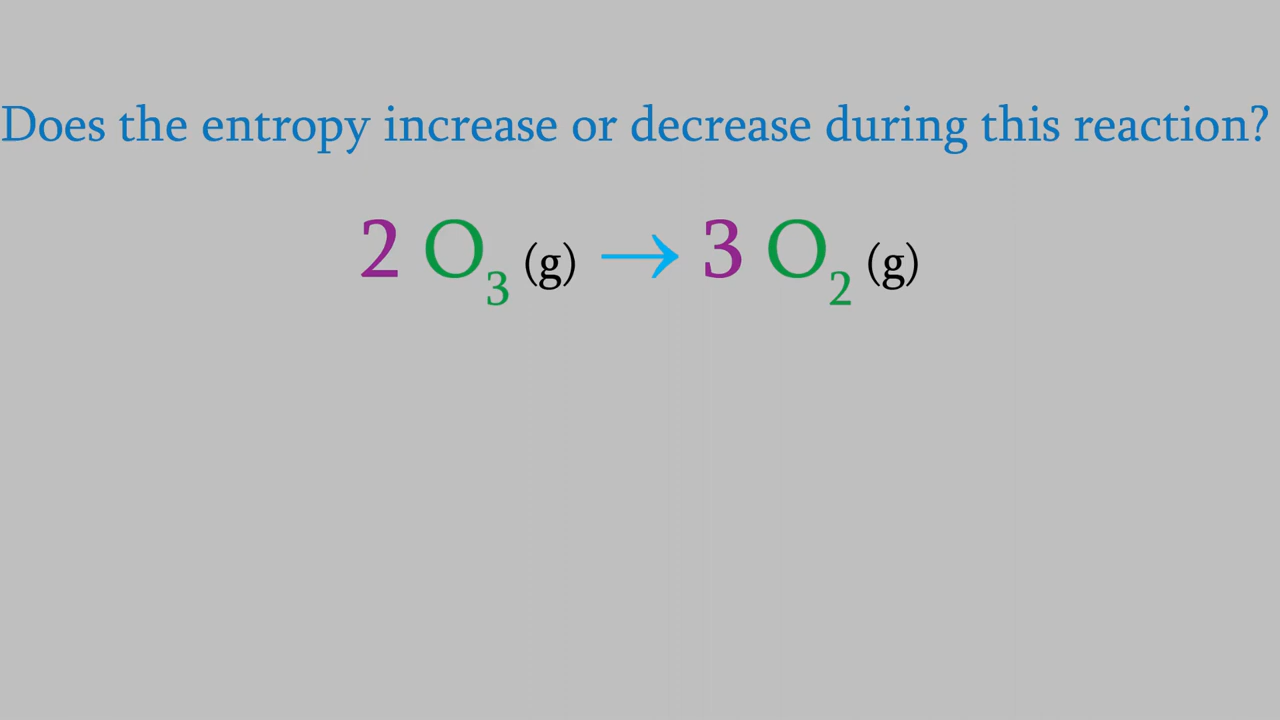 Does the entropy increase or decrease during this reaction?
2 O₃ (g) → 3 O₂ (g)